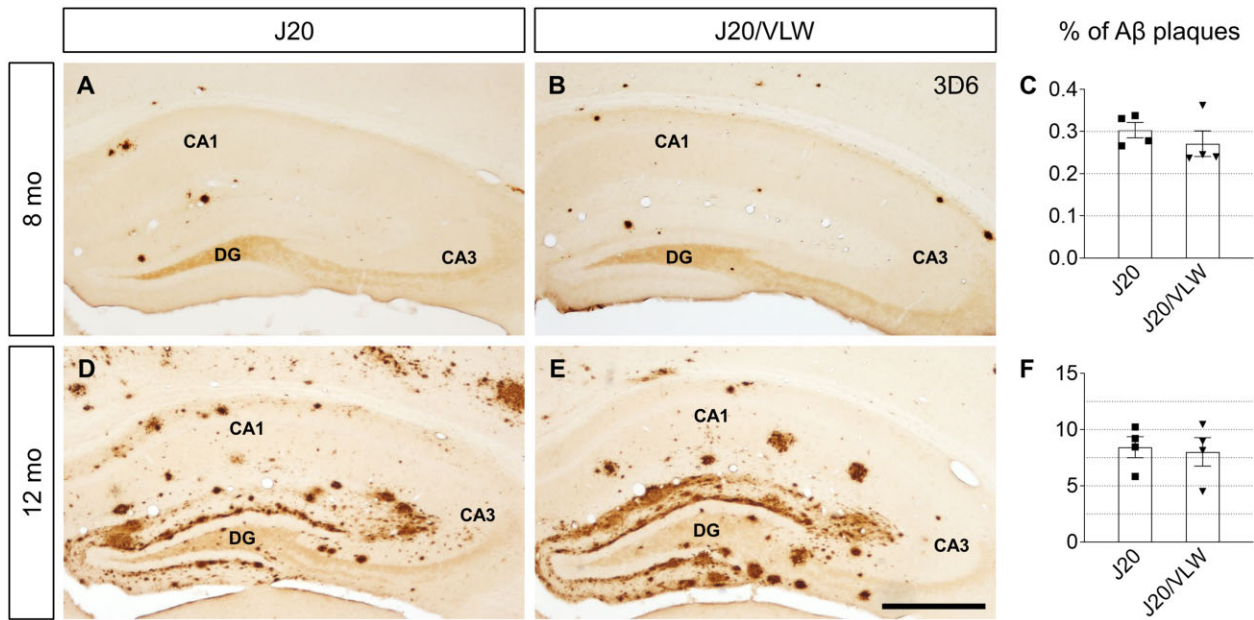 J20
J20/VLW
% of Aβ plaques
8 mo
A
CA1
DG
CA3
B
3D6
CA1
DG
CA3
C
0.4
0.3
0.2
0.1
0.0
J20
J20/VLW
12 mo
D
CA1
CA3
DG
E
CA1
DG
CA3
F
15
10
5
0
J20
J20/VLW